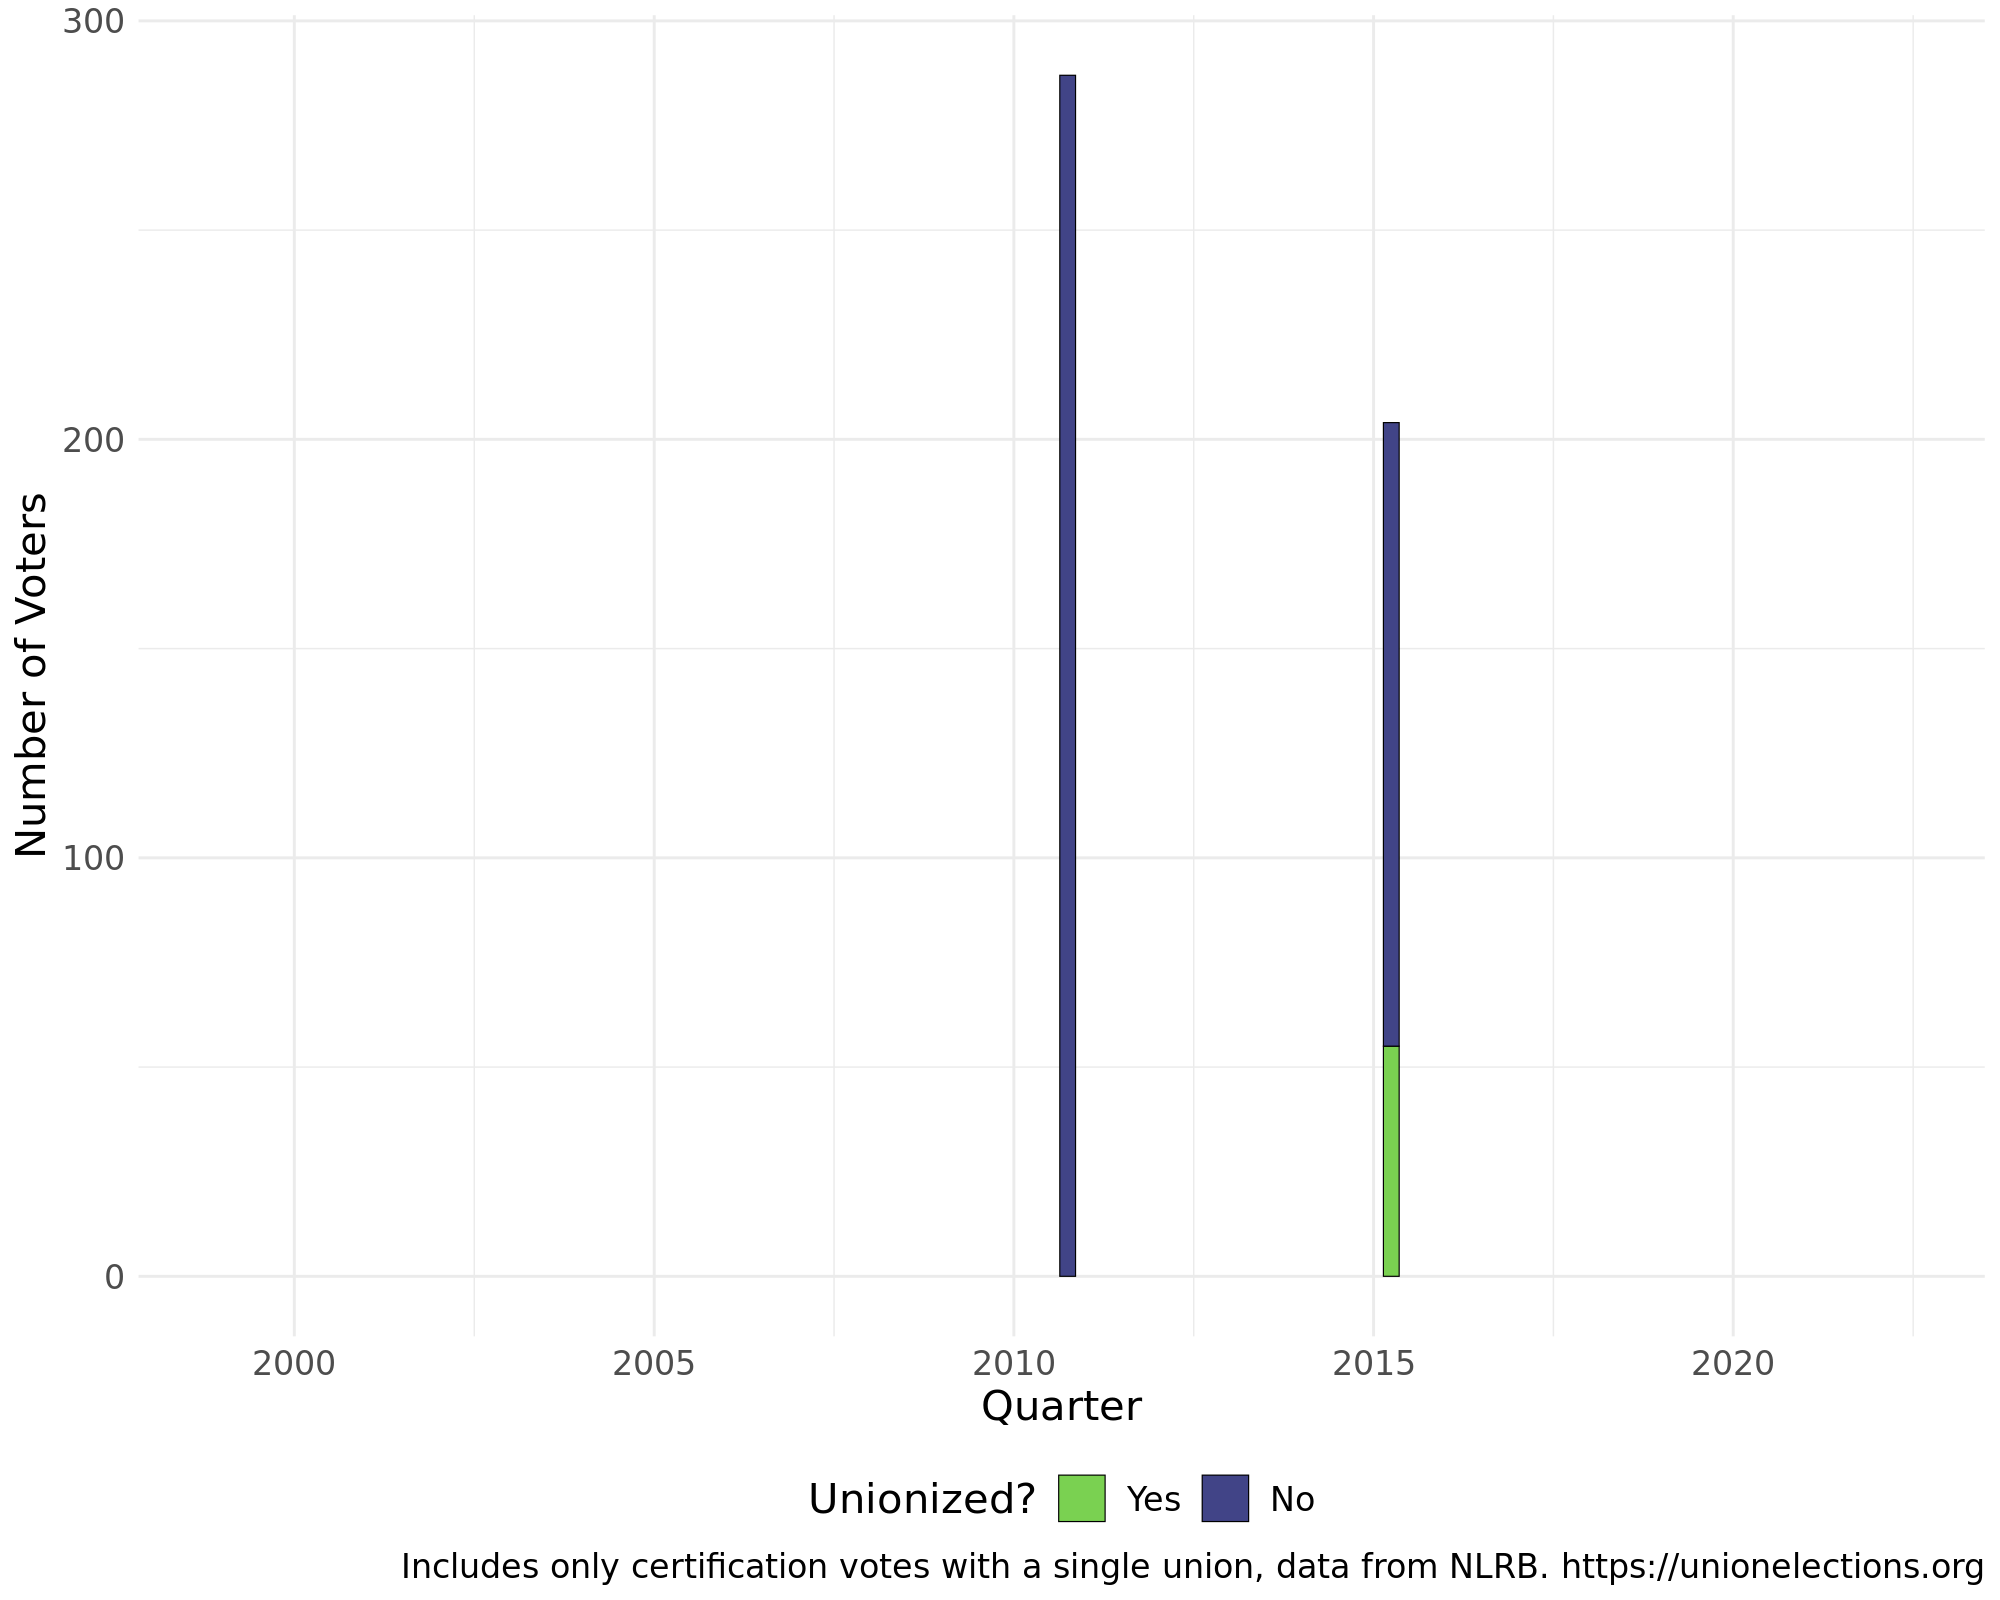 300
200
100
0
Number of Voters
2000 2005 2010 2015 2020
Quarter
Unionized? Yes No
Includes only certification votes with a single union, data from NLRB. https://unionelections.org